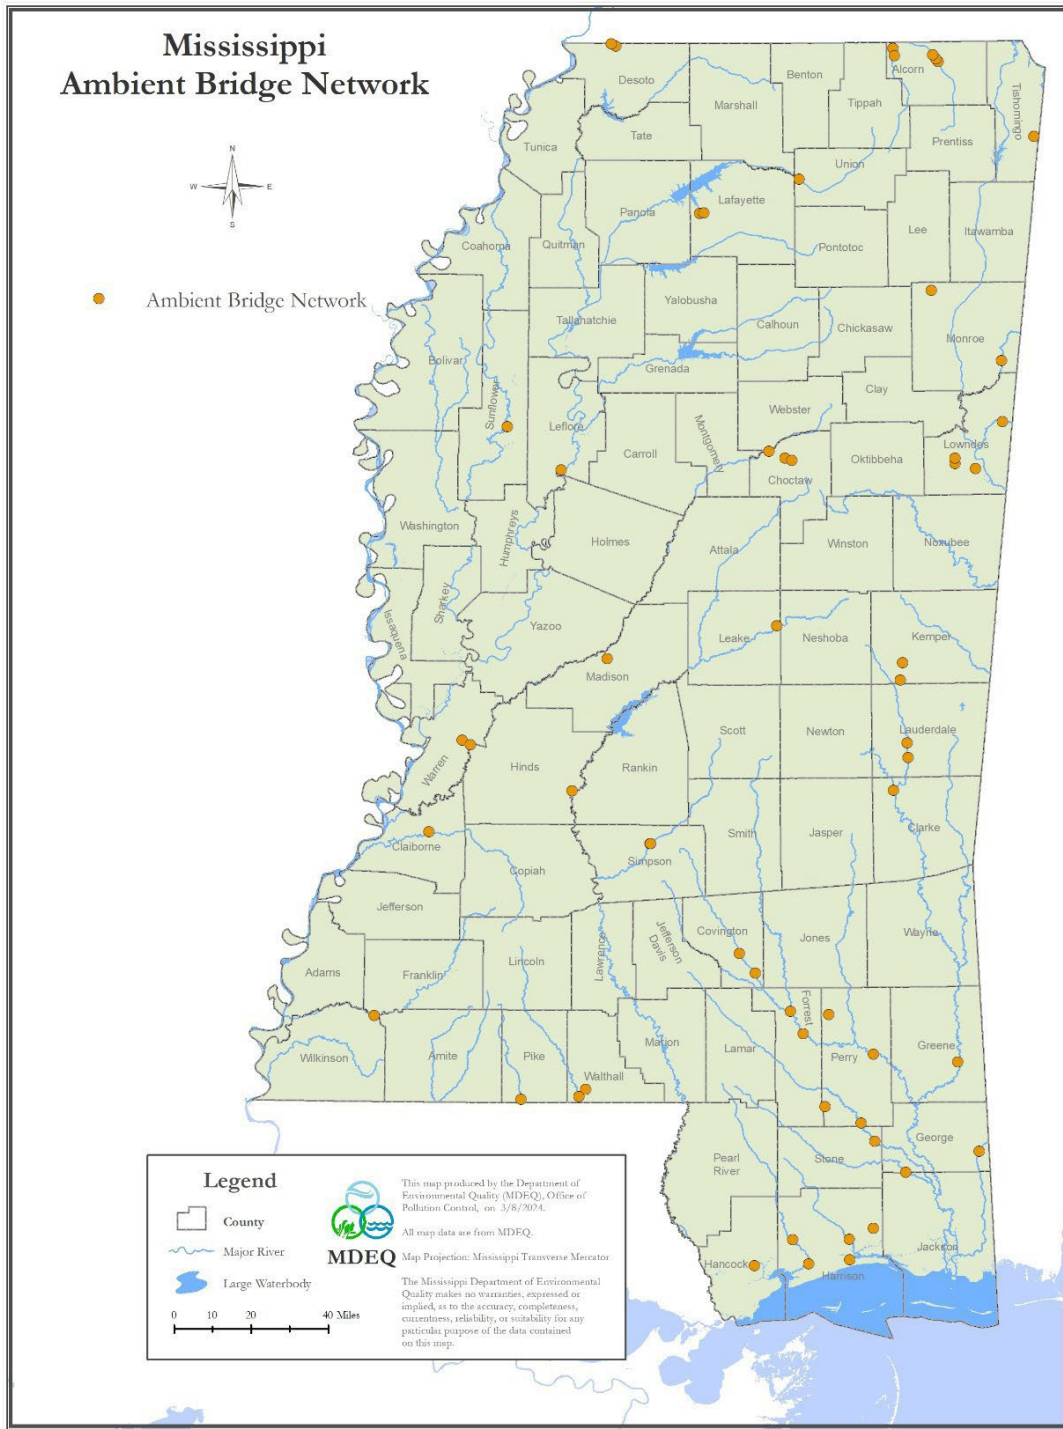 Mississippi
Ambient Bridge Network
N
W
E
S
Ambient Bridge Network
Desoto
Benton
Alcorn
Marshall
Tippah
Tishomingo
Tate
Prentiss
Tunica
Union
Panola
Lafayette
Lee
Itawamba
Coahoma
Quitman
Pontotoc
Yalobusha
Tallahatchie
Calhoun
Chickasaw
Monroe
Bolivar
Grenada
Clay
Sunflower
Webster
Leflore
Montgomery
Carroll
Lowndes
Oktibbeha
Choctaw
Washington
Humphreys
Holmes
Attala
Winston
Noxubee
Sharkey
Issaquena
Yazoo
Leake
Neshoba
Kemper
Madison
Scott
Newton
Lauderdale
Warren
Hinds
Rankin
Smith
Jasper
Clarke
Claiborne
Simpson
Copiah
Jefferson
Covington
Jefferson
Davis
Jones
Wayne
Lawrence
Lincoln
Adams
Franklin
Forrest
Wilkinson
Amite
Pike
Walthall
Marion
Lamar
Perry
Greene
George
Pearl
River
Stone
Jackson
Hancock
Harrison
Legend
County
Major River
Large Waterbody
0 10 20 40 Miles
MDEQ
This map produced by the Department of
Environmental Quality (MDEQ), Office of
Pollution Control, on 3/8/2024.
All map data are from MDEQ.
Map Projection: Mississippi Transverse Mercator
The Mississippi Department of Environmental
Quality makes no warranties, expressed or
implied, as to the accuracy, completeness,
currentness, reliability, or suitability for any
particular purpose of the data contained
on this map.